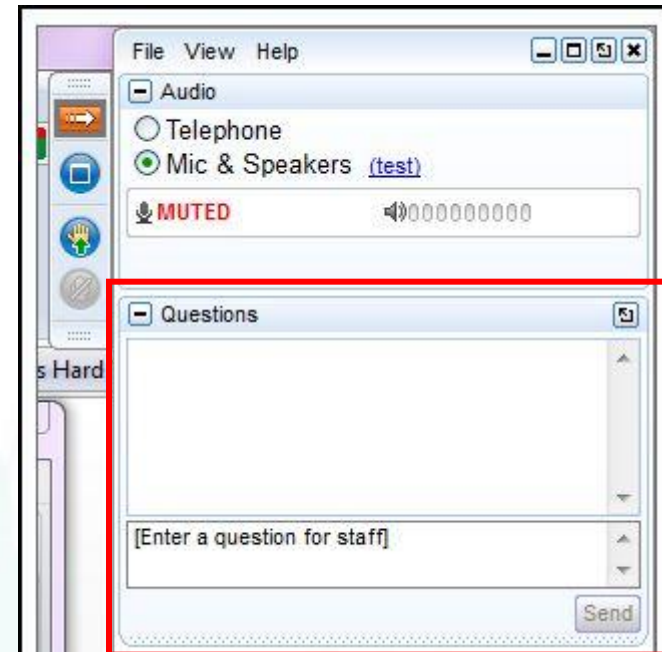 File View Help
Audio
Telephone
Mic & Speakers (test)
MUTED 000000000
Questions
s Hard
[Enter a question for staff]
Send